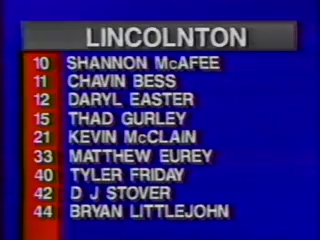 LINCOLNTON
10 SHANNON McAFEE
11 CHAVIN BESS
12 DARYL EASTER
15 THAD GURLEY
21 KEVIN McCLAIN
33 MATTHEW EUREY
40 TYLER FRIDAY
42 D J STOVER
44 BRYAN LITTLEJOHN